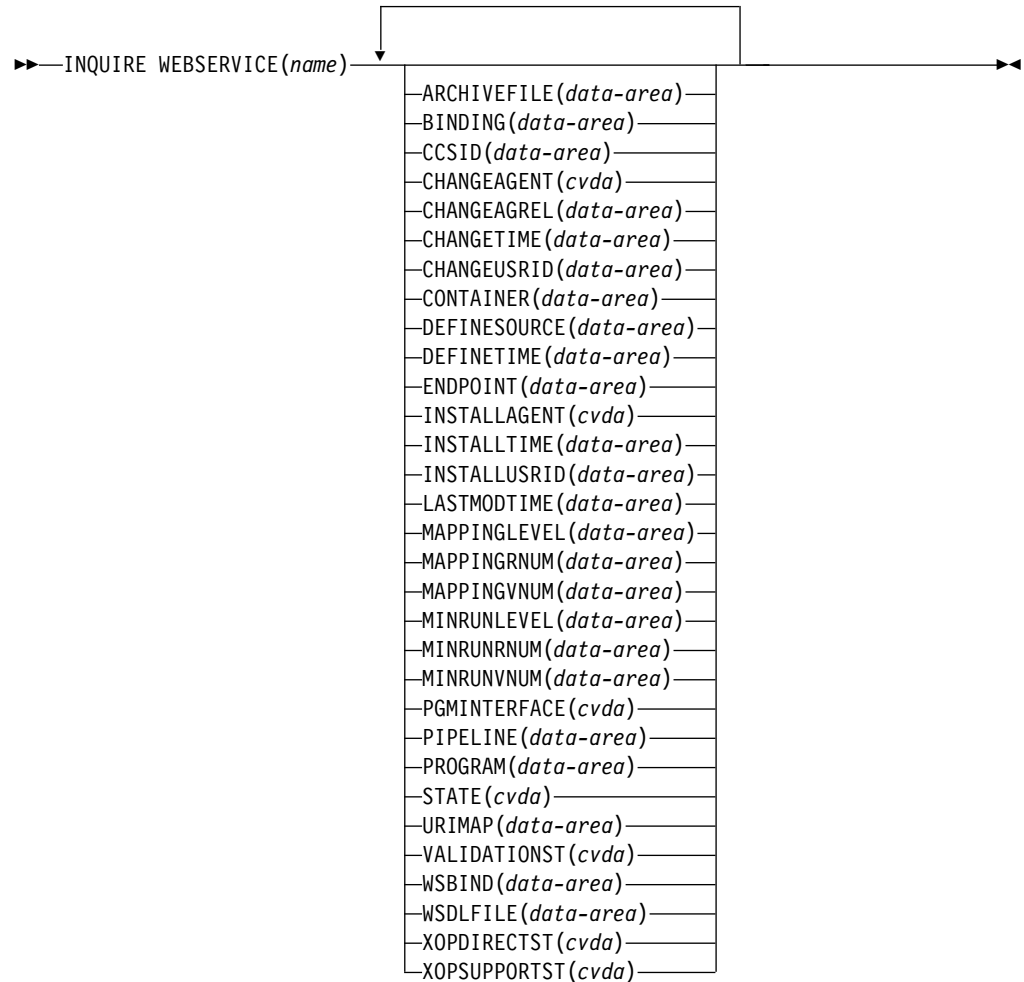 INQUIRE WEBSERVICE(name)
ARCHIVEFILE(data-area)
BINDING(data-area)
CCSID(data-area)
CHANGEAGENT(cvda)
CHANGEAGREL(data-area)
CHANGETIME(data-area)
CHANGEUSRID(data-area)
CONTAINER(data-area)
DEFINESOURCE(data-area)
DEFINETIME(data-area)
ENDPOINT(data-area)
INSTALLAGENT(cvda)
INSTALLTIME(data-area)
INSTALLUSRID(data-area)
LASTMODTIME(data-area)
MAPPINGLEVEL(data-area)
MAPPINGRNUM(data-area)
MAPPINGVNUM(data-area)
MINRUNLEVEL(data-area)
MINRUNRNUM(data-area)
MINRUNVNUM(data-area)
PGMINTERFACE(cvda)
PIPELINE(data-area)
PROGRAM(data-area)
STATE(cvda)
URIMAP(data-area)
VALIDATIONST(cvda)
WSBIND(data-area)
WSDLFILE(data-area)
XOPDIRECTST(cvda)
XOPSUPPORTST(cvda)